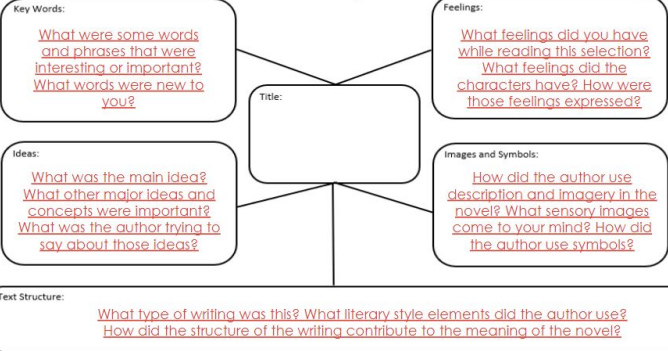 Key Words:
What were some words
and phrases that were
interesting or important?
What words were new to
you?
Feelings:
What feelings did you have
while reading this selection?
What feelings did the
characters have? How were
those feelings expressed?
Title:
Ideas:
What was the main idea?
What other major ideas and
concepts were important?
What was the author trying to
say about those ideas?
Images and Symbols:
How did the author use
description and imagery in the
novel? What sensory images
come to your mind? How did
the author use symbols?
Text Structure:
What type of writing was this? What literary style elements did the author use?
How did the structure of the writing contribute to the meaning of the novel?